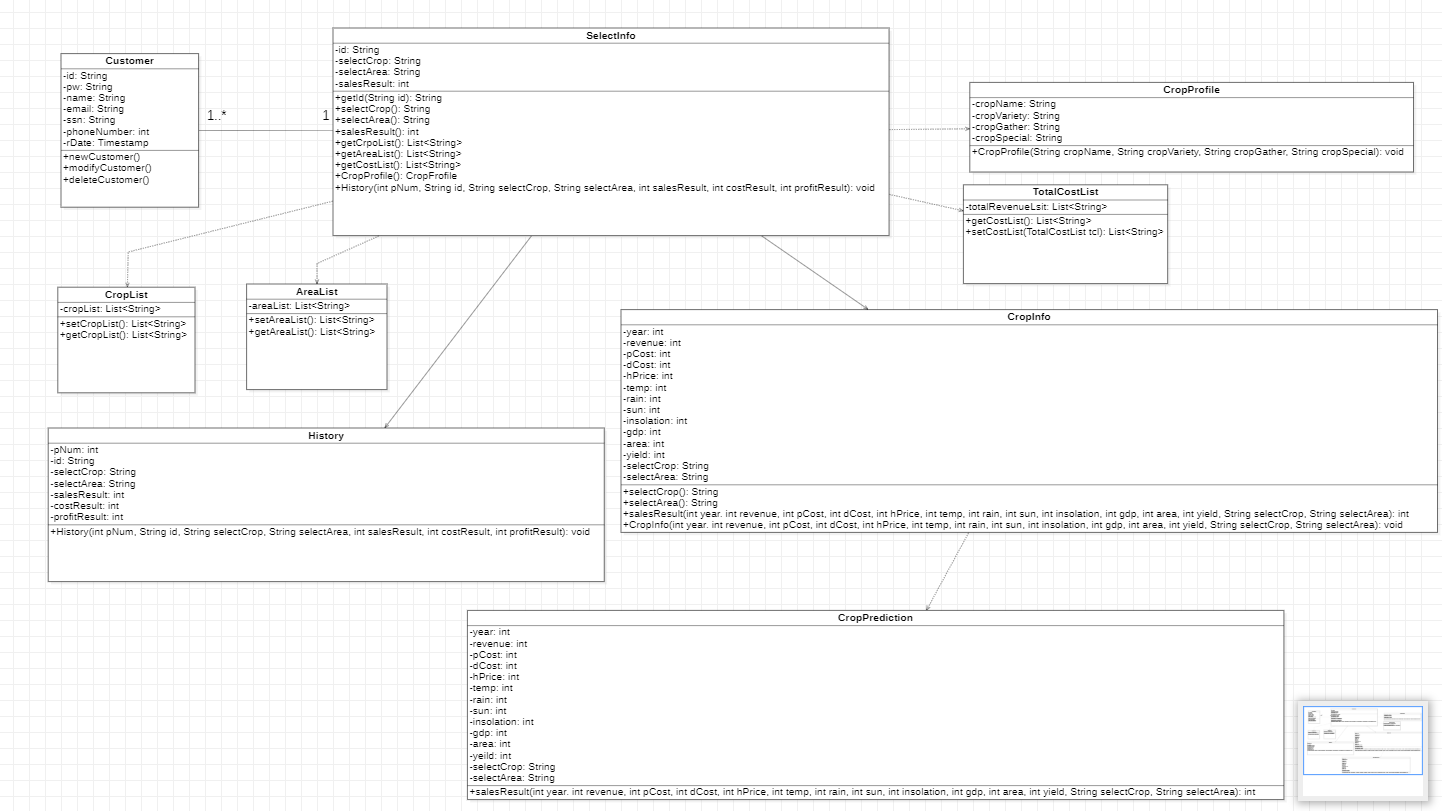 SelectInfo
-id: String
-selectCrop: String
-selectArea: String
-salesResult: int
+getId(String id): String
+selectCrop(): String
+selectArea(): String
+salesResult(): int
+getCrpoList(): List<String>
+getAreaList(): List<String>
+getCostList(): List<String>
+CropProfile(): CropFrofile
+History(int pNum, String id, String selectCrop, String selectArea, int salesResult, int costResult, int profitResult): void
Customer
-id: String
-pw: String
-name: String
-email: String
-ssn: String
-phoneNumber: int
-rDate: Timestamp
+newCustomer()
+modifyCustomer()
+deleteCustomer()
1..*
1
CropProfile
-cropName: String
-cropVariety: String
-cropGather: String
-cropSpecial: String
+CropProfile(String cropName, String cropVariety, String cropGather, String cropSpecial): void
TotalCostList
-totalRevenueLsit: List<String>
+getCostList(): List<String>
+setCostList(TotalCostList tcl): List<String>
CropList
-cropList: List<String>
+setCropList(): List<String>
+getCropList(): List<String>
AreaList
-areaList: List<String>
+setAreaList(): List<String>
+getAreaList(): List<String>
CropInfo
-year: int
-revenue: int
-pCost: int
-dCost: int
-hPrice: int
-temp: int
-rain: int
-sun: int
-insolation: int
-gdp: int
-area: int
-yield: int
-selectCrop: String
-selectArea: String
+selectCrop(): String
+selectArea(): String
+salesResult(int year. int revenue, int pCost, int dCost, int hPrice, int temp, int rain, int sun, int insolation, int gdp, int area, int yield, String selectCrop, String selectArea): int
+CropInfo(int year. int revenue, int pCost, int dCost, int hPrice, int temp, int rain, int sun, int insolation, int gdp, int area, int yield, String selectCrop, String selectArea): void
History
-pNum: int
-id: String
-selectCrop: String
-selectArea: String
-salesResult: int
-costResult: int
-profitResult: int
+History(int pNum, String id, String selectCrop, String selectArea, int salesResult, int costResult, int profitResult): void
CropPrediction
-year: int
-revenue: int
-pCost: int
-dCost: int
-hPrice: int
-temp: int
-rain: int
-sun: int
-insolation: int
-gdp: int
-area: int
-yeild: int
-selectCrop: String
-selectArea: String
+salesResult(int year. int revenue, int pCost, int dCost, int hPrice, int temp, int rain, int sun, int insolation, int gdp, int area, int yield, String selectCrop, String selectArea): int